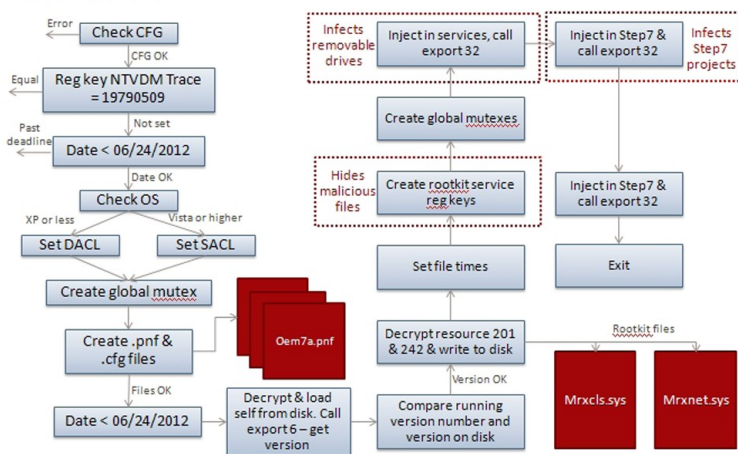 Error
Check CFG
CFG OK
Equal
Reg key NTVDM Trace
= 19790509
Not set
Past
deadline
Date < 06/24/2012
Date OK
Check OS
XP or less
Vista or higher
Set DACL
Set SACL
Create global mutex
Create .pnf &
.cfg files
Oem7a.pnf
Files OK
Date < 06/24/2012
Decrypt & load
self from disk. Call
export 6 – get
version
Compare running
version number and
version on disk
Version OK
Decrypt resource 201
& 242 & write to disk
Rootkit files
Mrxcls.sys
Mrxnet.sys
Set file times
Hides
malicious
files
Create rootkit service
reg keys
Create global mutexes
Infects
removable
drives
Inject in services, call
export 32
Inject in Step7 &
call export 32
Infects
Step7
projects
Inject in Step7 &
call export 32
Exit